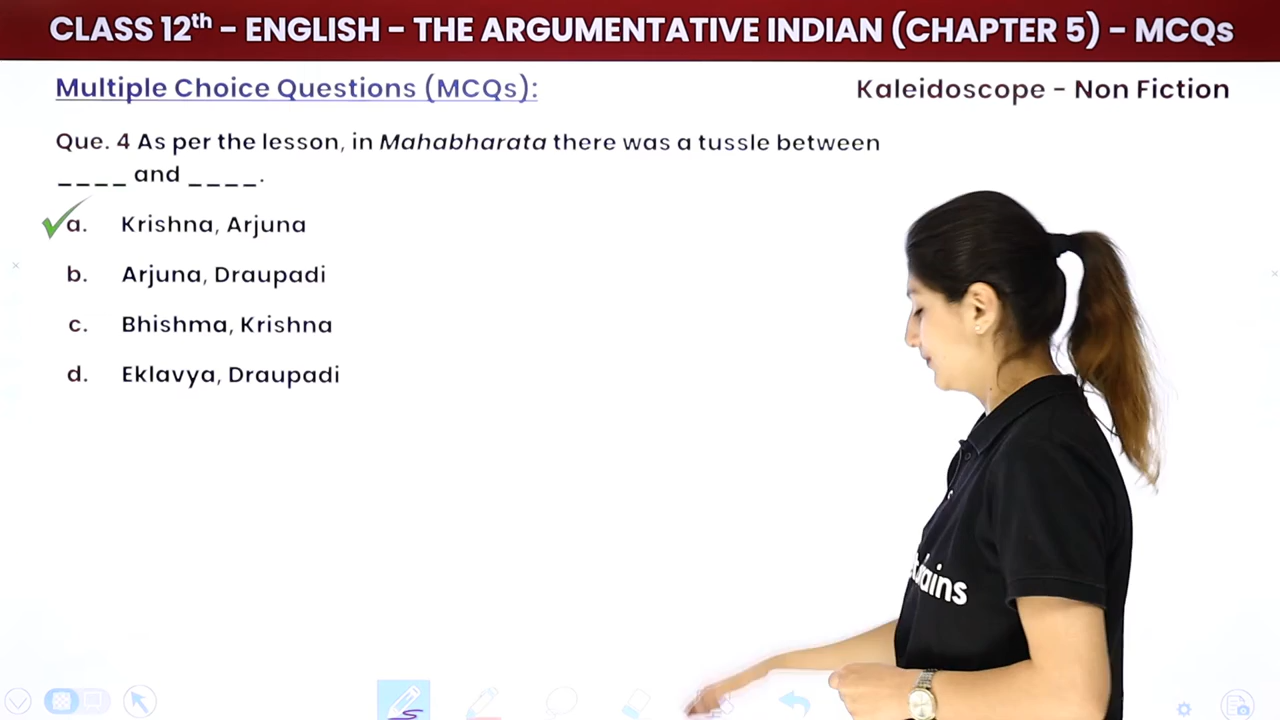 CLASS 12th – ENGLISH – THE ARGUMENTATIVE INDIAN (CHAPTER 5) – MCQs
Multiple Choice Questions (MCQs):
Kaleidoscope – Non Fiction
Que. 4 As per the lesson, in Mahabharata there was a tussle between
____ and ____.
a. Krishna, Arjuna
b. Arjuna, Draupadi
c. Bhishma, Krishna
d. Eklavya, Draupadi